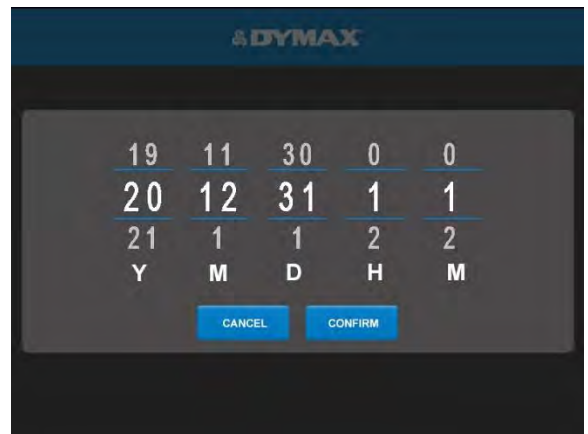 DYMAX
19 11 30 0 0
20 12 31 1 1
21 1 1 2 2
Y M D H M
CANCEL CONFIRM